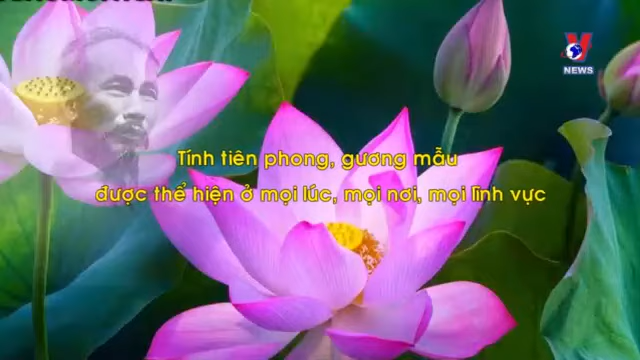 V
NEWS
Tính tiên phong, gương mẫu
được thể hiện ở mọi lúc, mọi nơi, mọi lĩnh vực